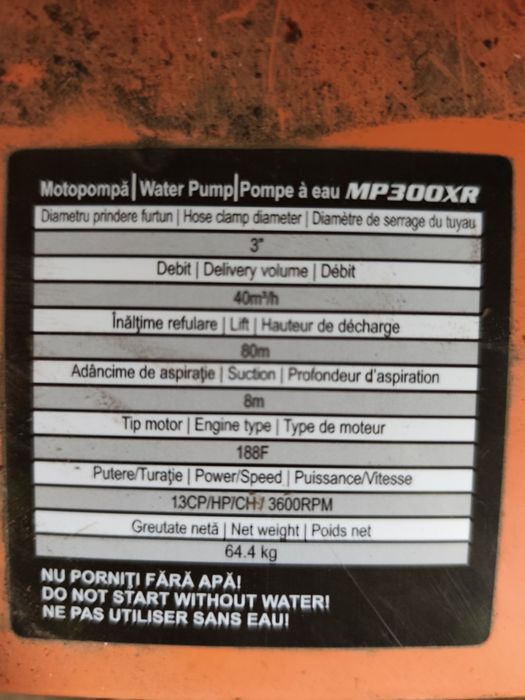 Motopompă | Water Pump | Pompe à eau MP300XR
Diametru prindere furtun | Hose clamp diameter | Diamètre de serrage du tuyau
3"
Debit | Delivery volume | Débit
40m³/h
Înălțime refulare | Lift | Hauteur de décharge
80m
Adâncime de aspirație | Suction | Profondeur d'aspiration
8m
Tip motor | Engine type | Type de moteur
188F
Putere/Turație | Power/Speed | Puissance/Vitesse
13CP/HP/CH / 3600RPM
Greutate netă | Net weight | Poids net
64.4 kg
NU PORNIȚI FĂRĂ APĂ!
DO NOT START WITHOUT WATER!
NE PAS UTILISER SANS EAU!